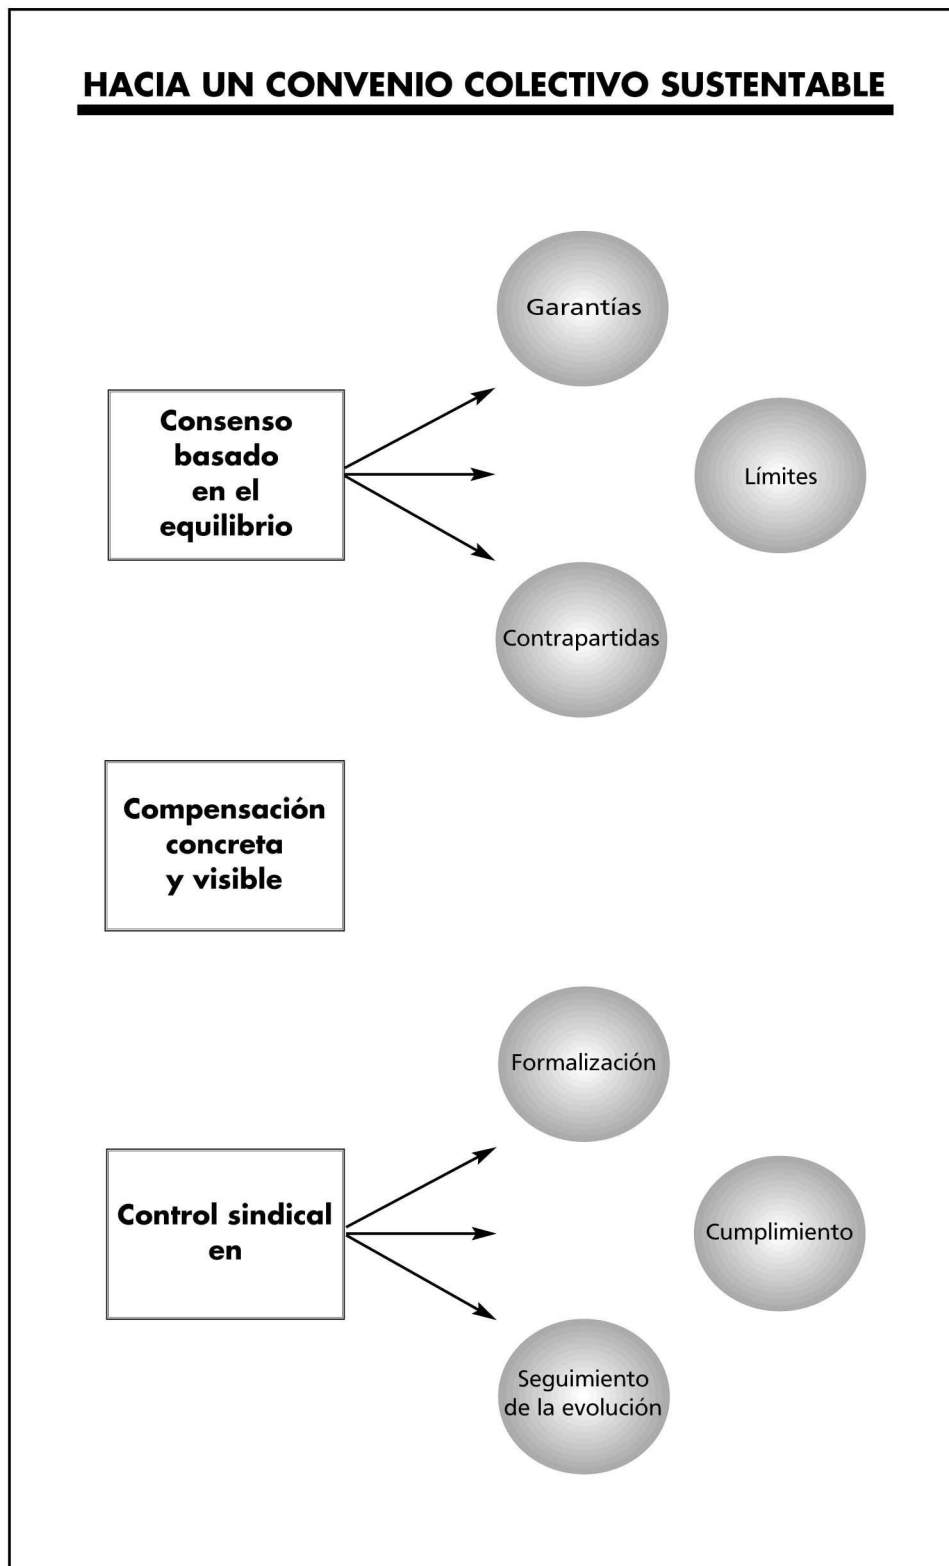 HACIA UN CONVENIO COLECTIVO SUSTENTABLE
Garantías
Consenso
basado
en el
equilibrio
Límites
Contrapartidas
Compensación
concreta
y visible
Formalización
Control sindical
en
Cumplimiento
Seguimiento
de la evolución